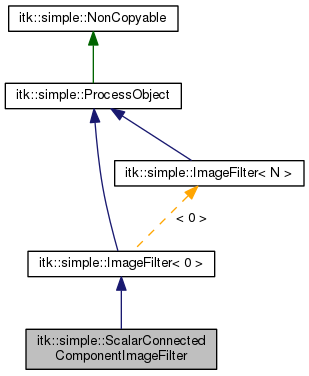 itk::simple::NonCopyable
itk::simple::ProcessObject
itk::simple::ImageFilter< N >
< 0 >
itk::simple::ImageFilter< 0 >
itk::simple::ScalarConnected
ComponentImageFilter